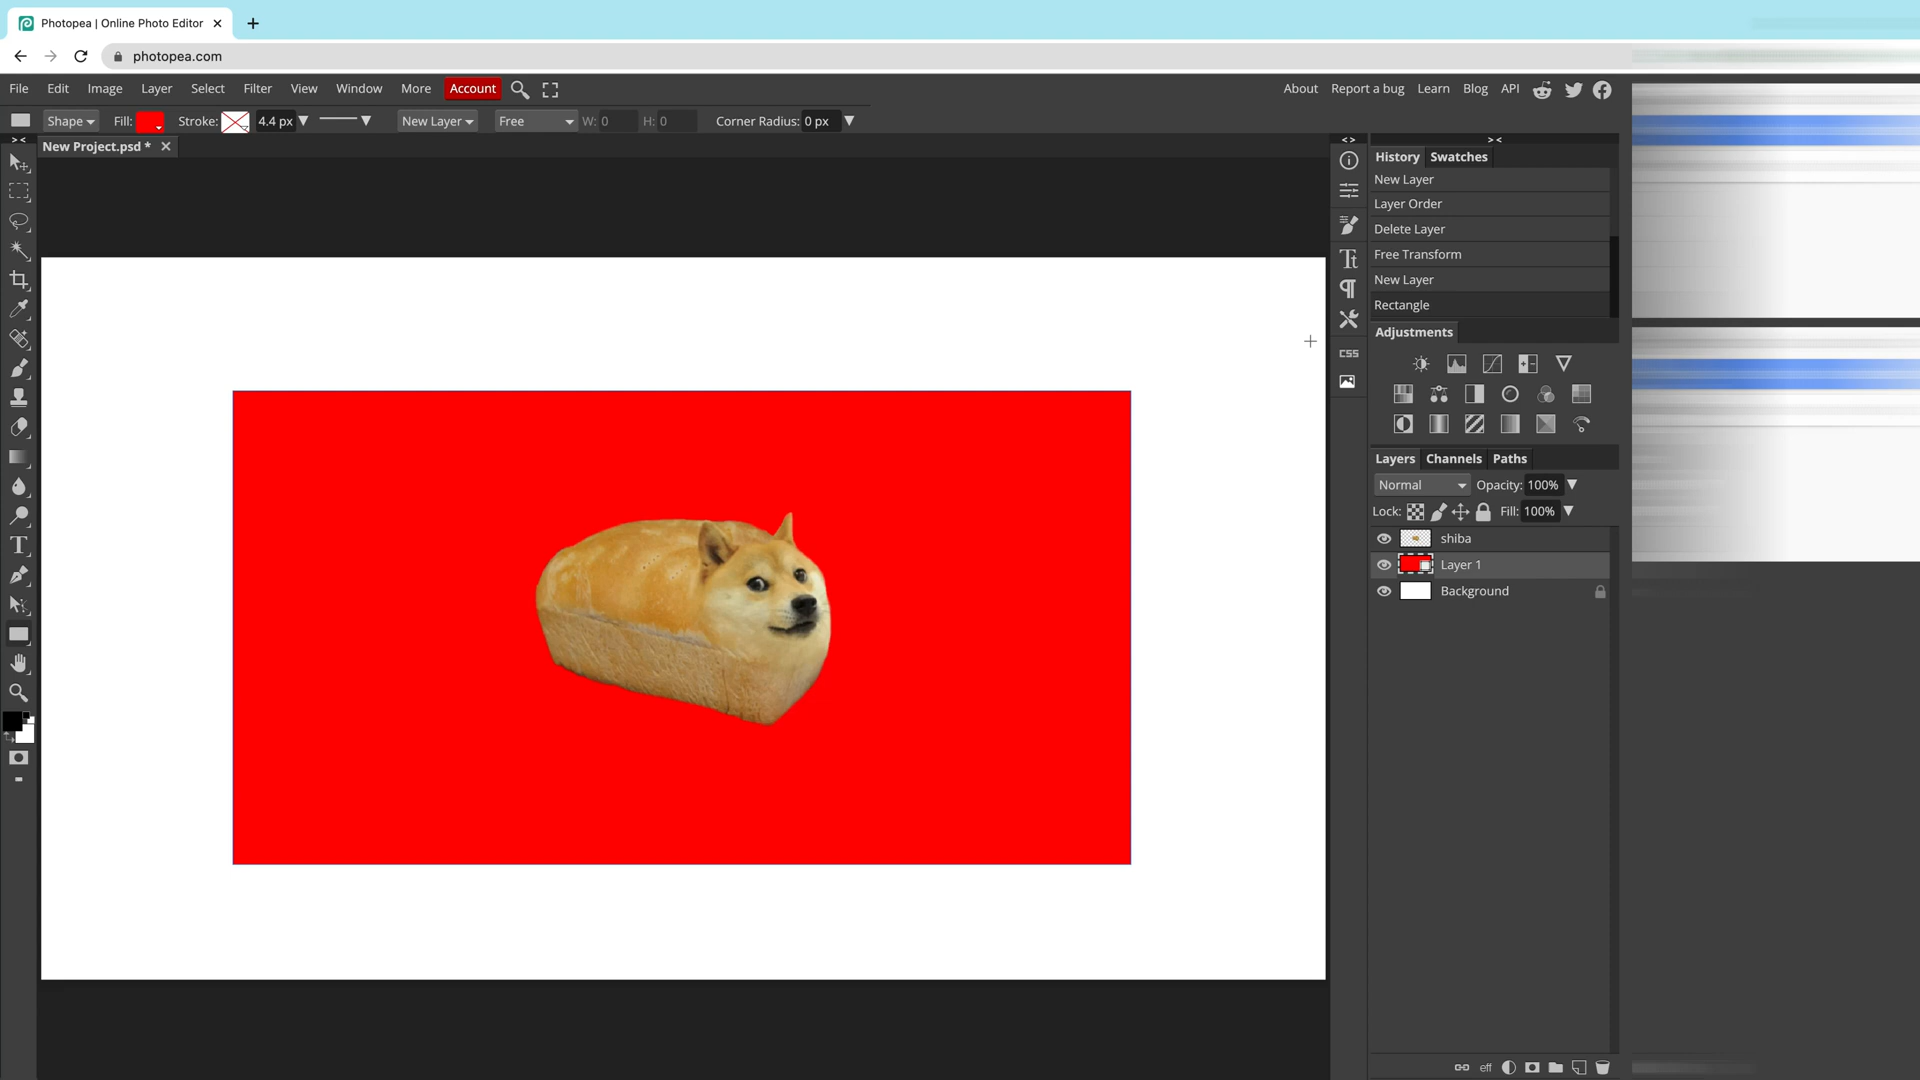 Photopea | Online Photo Editor
photopea.com
File Edit Image Layer Select Filter View Window More Account About Report a bug Learn Blog API
Shape Fill: Stroke: 4.4 px New Layer Free W: 0 H: 0 Corner Radius: 0 px
New Project.psd *
History Swatches
New Layer
Layer Order
Delete Layer
Free Transform
New Layer
Rectangle
Adjustments
CSS
Layers Channels Paths
Normal Opacity: 100%
Lock: Fill: 100%
shiba
Layer 1
Background
eff